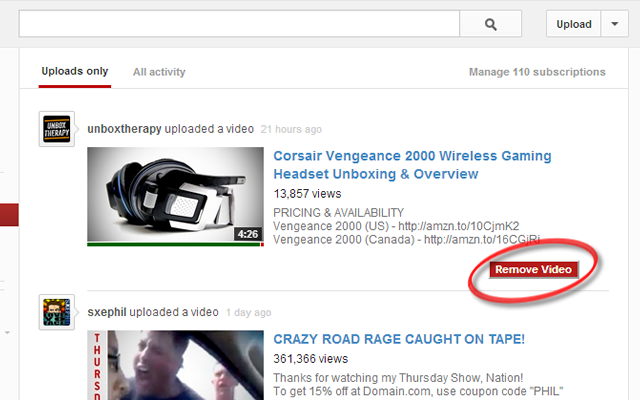 Upload
Uploads only
All activity
Manage 110 subscriptions
UNBOX
THERAPY
unboxtherapy uploaded a video 21 hours ago
Corsair Vengeance 2000 Wireless Gaming
Headset Unboxing & Overview
13,857 views
PRICING & AVAILABILITY
Vengeance 2000 (US) - http://amzn.to/10CjmK2
Vengeance 2000 (Canada) - http://amzn.to/16CGjRi
4:26
Remove Video
sxephil uploaded a video 1 day ago
THURSD
CRAZY ROAD RAGE CAUGHT ON TAPE!
361,366 views
Thanks for watching my Thursday Show, Nation!
To get 15% off at Domain.com, use coupon code "PHIL"